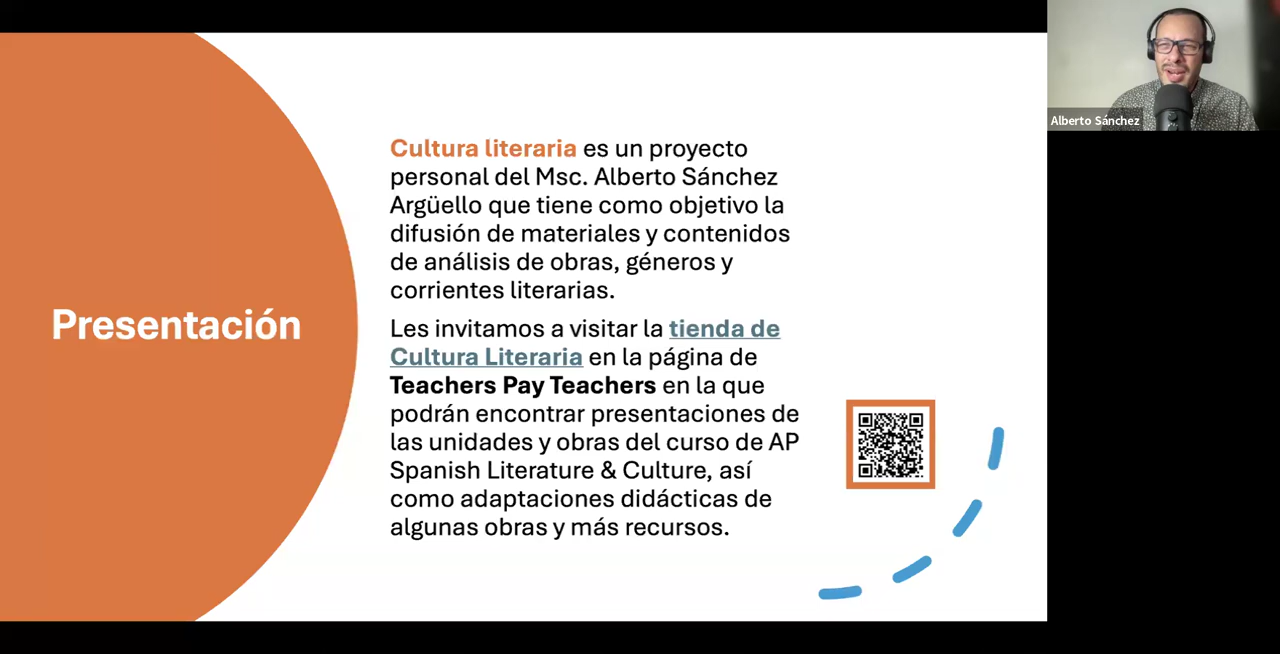 Presentación
Cultura literaria es un proyecto
personal del Msc. Alberto Sánchez
Argüello que tiene como objetivo la
difusión de materiales y contenidos
de análisis de obras, géneros y
corrientes literarias.
Les invitamos a visitar la tienda de
Cultura Literaria en la página de
Teachers Pay Teachers en la que
podrán encontrar presentaciones de
las unidades y obras del curso de AP
Spanish Literature & Culture, así
como adaptaciones didácticas de
algunas obras y más recursos.
Alberto Sánchez